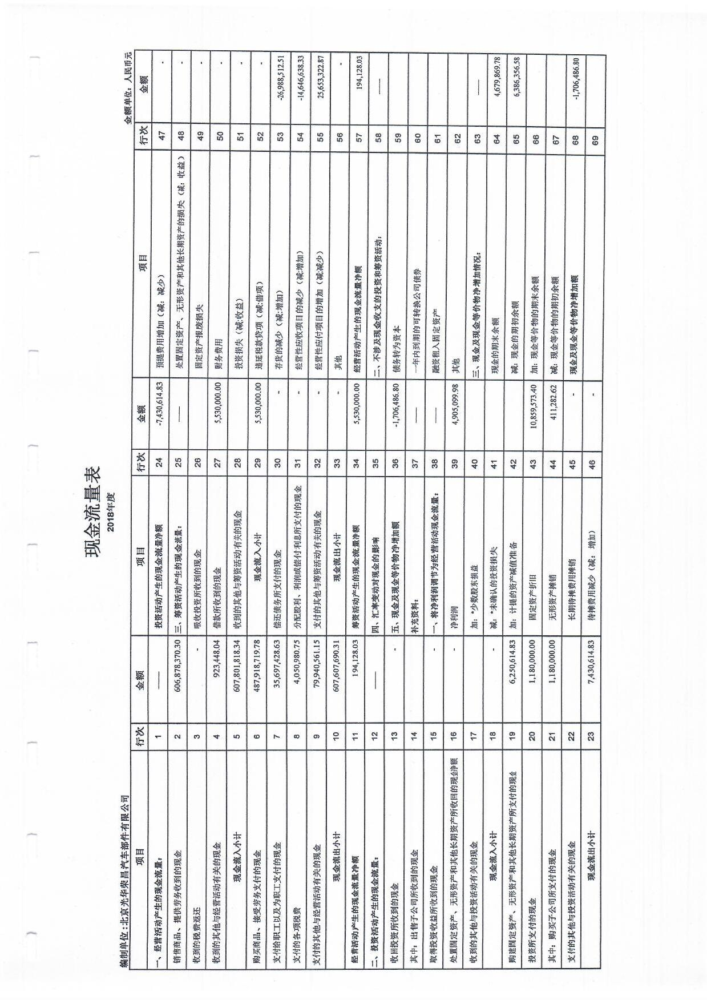 现金流量表
2018年度
编制单位:北京光华荣昌汽车部件有限公司 金额单位：人民币元
项目 行次 金额 项目 行次 金额 项目 行次 金额
一、经营活动产生的现金流量： 1 —— 投资活动产生的现金流量净额 24 -7,430,614.83 预提费用增加（减：减少） 47 -
销售商品、提供劳务收到的现金 2 606,878,370.30 三、筹资活动产生的现金流量： 25 —— 处置固定资产、无形资产和其他长期资产的损失（减：收益） 48 -
收到的税费返还 3 - 吸收投资所收到的现金 26 固定资产报废损失 49 -
收到的其他与经营活动有关的现金 4 923,448.04 借款所收到的现金 27 5,530,000.00 财务费用 50 -
现金流入小计 5 607,801,818.34 收到的其他与筹资活动有关的现金 28 投资损失（减:收益） 51 -
购买商品、接受劳务支付的现金 6 487,918,719.78 现金流入小计 29 5,530,000.00 递延税款贷项（减:借项） 52 -
支付给职工以及为职工支付的现金 7 35,697,428.63 偿还债务所支付的现金 30 - 存货的减少（减:增加） 53 -26,988,512.51
支付的各项税费 8 4,050,980.75 分配股利、利润或偿付利息所支付的现金 31 - 经营性应收项目的减少（减:增加） 54 -14,646,638.33
支付的其他与经营活动有关的现金 9 79,940,561.15 支付的其他与筹资活动有关的现金 32 - 经营性应付项目的增加（减:减少） 55 25,653,322.87
现金流出小计 10 607,607,690.31 现金流出小计 33 - 其他 56 -
经营活动产生的现金流量净额 11 194,128.03 筹资活动产生的现金流量净额 34 5,530,000.00 经营活动产生的现金流量净额 57 194,128.03
二、投资活动产生的现金流量： 12 —— 四、汇率变动对现金的影响 35 二、不涉及现金收支的投资和筹资活动： 58 ——
收回投资所收到的现金 13 - 五、现金及现金等价物净增加额 36 -1,706,486.80 债务转为资本 59
其中：出售子公司所收到的现金 14 补充资料： 37 —— 一年内到期的可转换公司债券 60
取得投资收益所收到的现金 15 - 一、将净利润调节为经营活动现金流量： 38 —— 融资租入固定资产 61
处置固定资产、无形资产和其他长期资产所收回的现金净额 16 - 净利润 39 4,905,099.98 其他 62
收到的其他与投资活动有关的现金 17 加：*少数股东损益 40 三、现金及现金等价物净增加情况： 63 ——
现金流入小计 18 - 减：*未确认的投资损失 41 现金的期末余额 64 4,679,869.78
购建固定资产、无形资产和其他长期资产所支付的现金 19 6,250,614.83 加：计提的资产减值准备 42 减：现金的期初余额 65 6,386,356.58
投资所支付的现金 20 1,180,000.00 固定资产折旧 43 10,859,573.40 加：现金等价物的期末余额 66
其中：购买子公司所支付的现金 21 1,180,000.00 无形资产摊销 44 411,282.62 减：现金等价物的期初余额 67
支付的其他与投资活动有关的现金 22 长期待摊费用摊销 45 - 现金及现金等价物净增加额 68 -1,706,486.80
现金流出小计 23 7,430,614.83 待摊费用减少（减：增加） 46 - 69